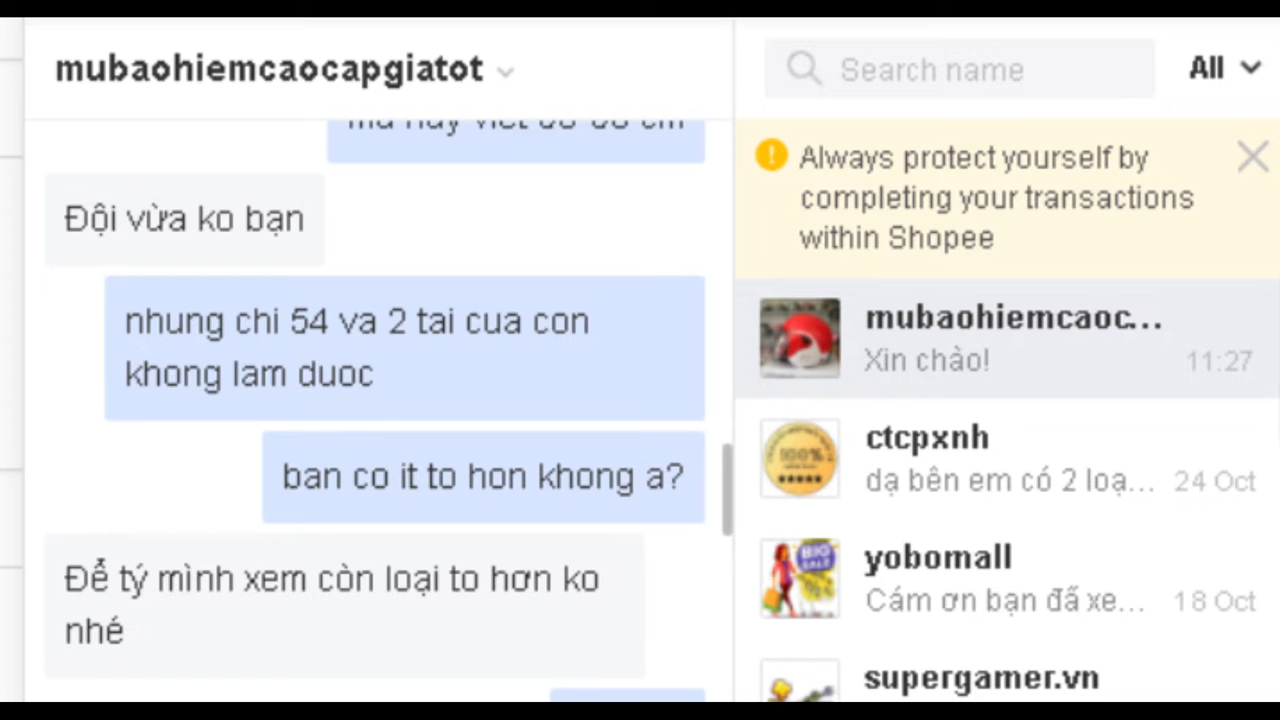 mubaohiemcaocapgiatot
Đội vừa ko bạn
nhung chi 54 va 2 tai cua con
khong lam duoc
ban co it to hon khong a?
Để tý mình xem còn loại to hơn ko
nhé
Search name
All
Always protect yourself by
completing your transactions
within Shopee
mubaohiemcaoc...
Xin chào!
11:27
ctcpxnh
dạ bên em có 2 loạ...
24 Oct
yobomall
Cám ơn bạn đã xe...
18 Oct
supergamer.vn
100%
BIG
SALE